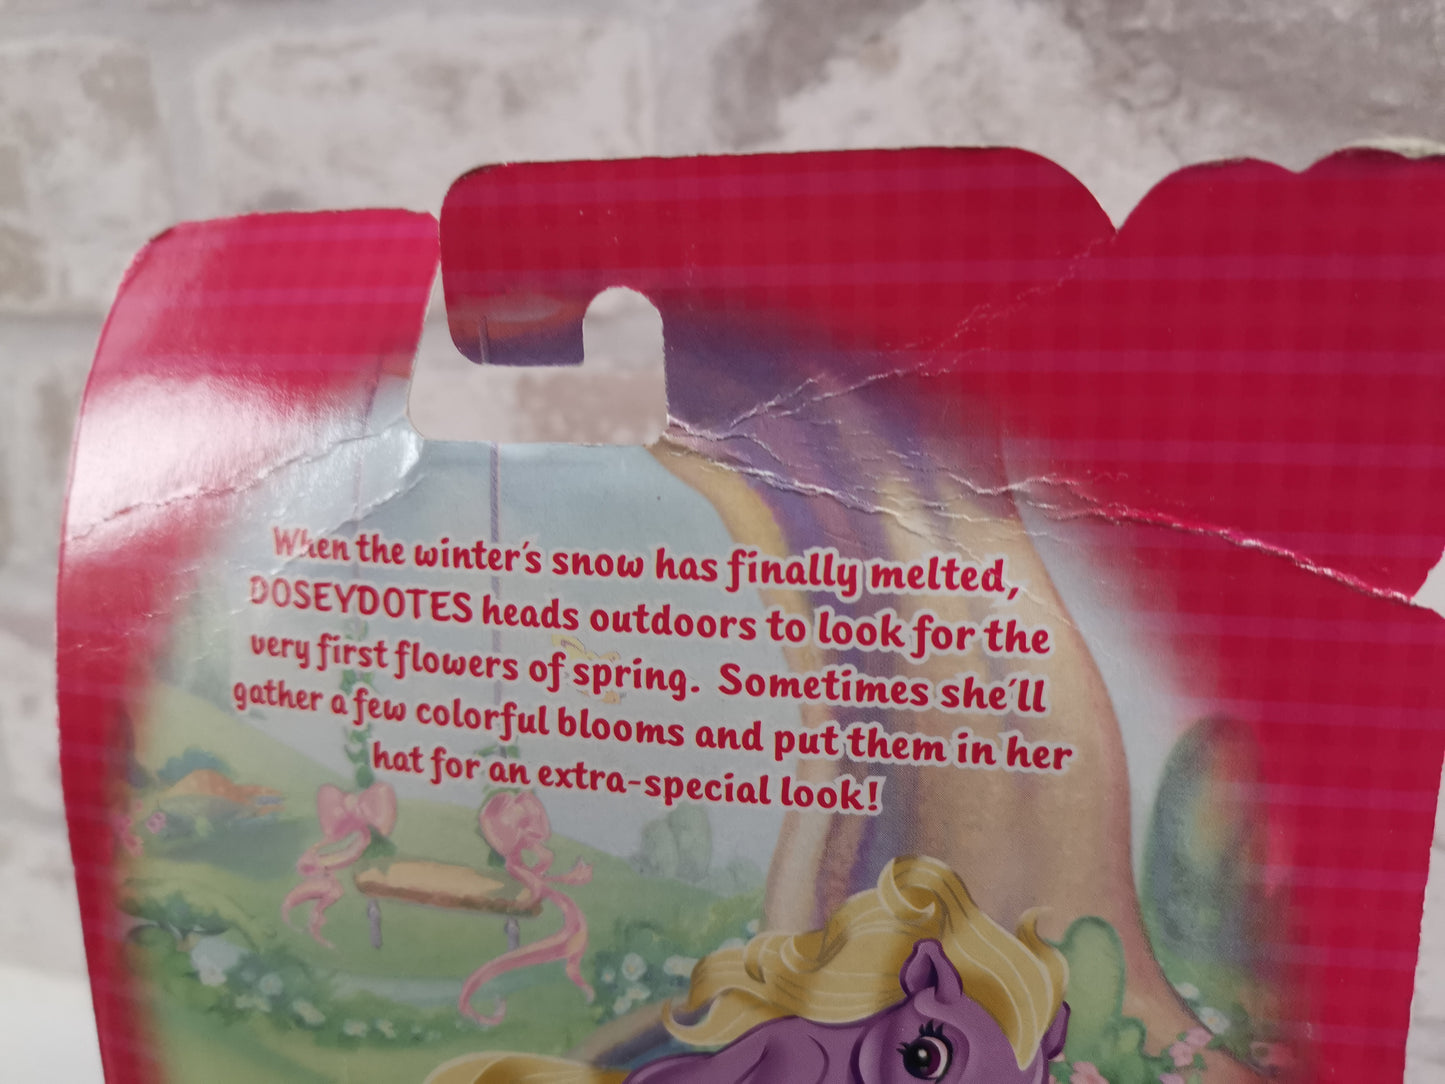 When the winter's snow has finally melted,
DOSEYDOTES heads outdoors to look for the
very first flowers of spring. Sometimes she'll
gather a few colorful blooms and put them in her
hat for an extra-special look!